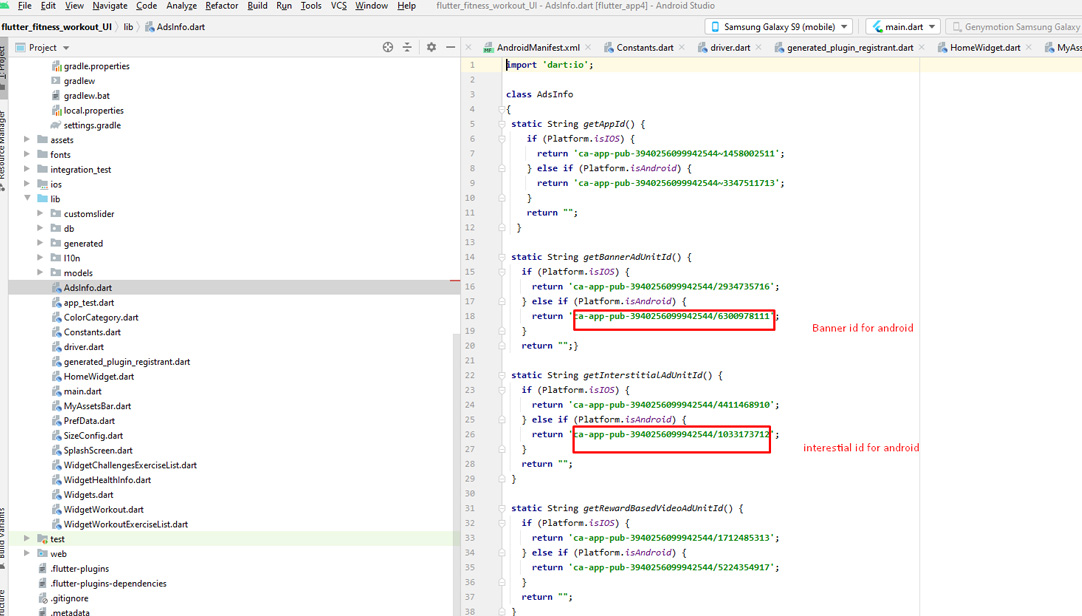 File Edit View Navigate Code Analyze Refactor Build Run Tools VCS Window Help flutter_fitness_workout_UI - AdsInfo.dart [flutter_app4] - Android Studio
flutter_fitness_workout_UI lib AdsInfo.dart Samsung Galaxy S9 (mobile) main.dart Genymotion Samsung Galaxy
Project AndroidManifest.xml Constants.dart driver.dart generated_plugin_registrant.dart HomeWidget.dart MyAss
1: Project
Resource Manager
Build Variants
gradle.properties
gradlew
gradlew.bat
local.properties
settings.gradle
assets
fonts
integration_test
ios
lib
customslider
db
generated
l10n
models
AdsInfo.dart
app_test.dart
ColorCategory.dart
Constants.dart
driver.dart
generated_plugin_registrant.dart
HomeWidget.dart
main.dart
MyAssetsBar.dart
PrefData.dart
SizeConfig.dart
SplashScreen.dart
WidgetChallengesExerciseList.dart
WidgetHealthInfo.dart
Widgets.dart
WidgetWorkout.dart
WidgetWorkoutExerciseList.dart
test
web
.flutter-plugins
.flutter-plugins-dependencies
.gitignore
.metadata
1 import 'dart:io';
2
3 class AdsInfo
4 {
5 static String getAppId() {
6 if (Platform.isIOS) {
7 return 'ca-app-pub-3940256099942544~1458002511';
8 } else if (Platform.isAndroid) {
9 return 'ca-app-pub-3940256099942544~3347511713';
10 }
11 return "";
12 }
13
14 static String getBannerAdUnitId() {
15 if (Platform.isIOS) {
16 return 'ca-app-pub-3940256099942544/2934735716';
17 } else if (Platform.isAndroid) {
18 return 'ca-app-pub-3940256099942544/6300978111';
Banner id for android
19 }
20 return "";}
21
22 static String getInterstitialAdUnitId() {
23 if (Platform.isIOS) {
24 return 'ca-app-pub-3940256099942544/4411468910';
25 } else if (Platform.isAndroid) {
26 return 'ca-app-pub-3940256099942544/1033173712';
interestial id for android
27 }
28 return "";
29 }
30
31 static String getRewardBasedVideoAdUnitId() {
32 if (Platform.isIOS) {
33 return 'ca-app-pub-3940256099942544/1712485313';
34 } else if (Platform.isAndroid) {
35 return 'ca-app-pub-3940256099942544/5224354917';
36 }
37 return "";
38 }